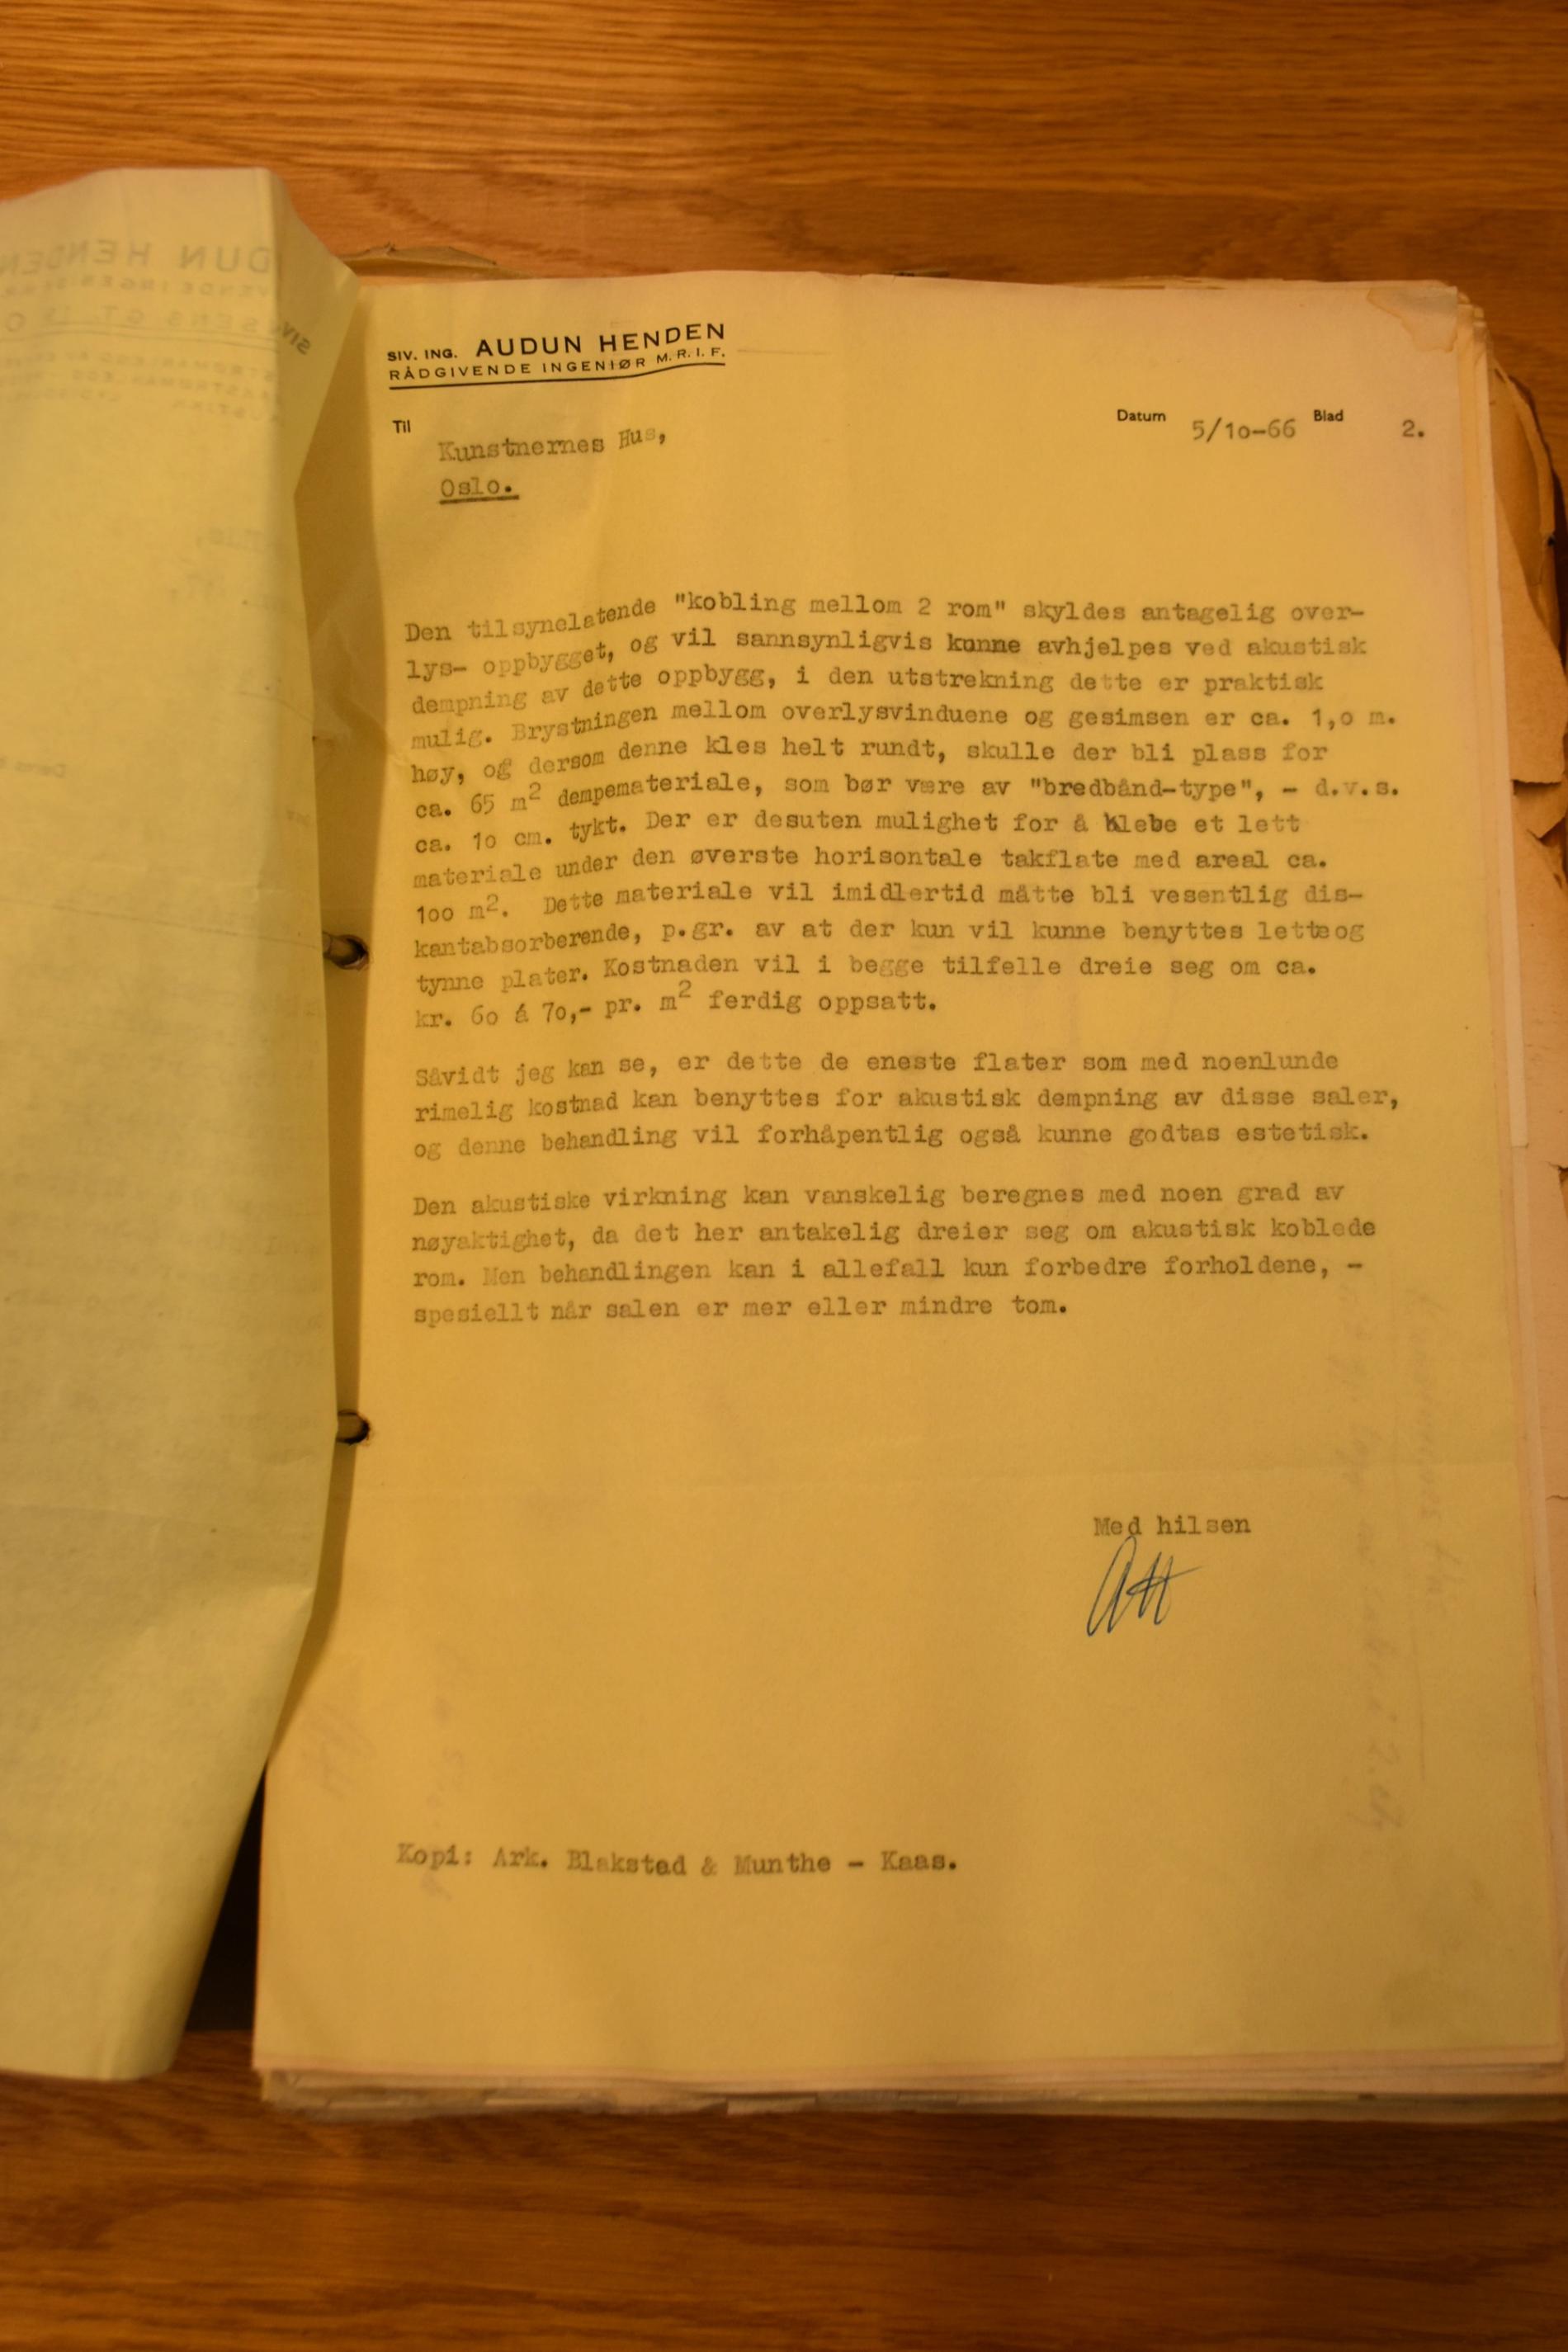 SIV. ING. AUDUN HENDEN
RÅDGIVENDE INGENIØR M.R.I.F.
Til
Datum 5/10-66 Blad 2.
Kunstnernes Hus,
Oslo.
Den tilsynelatende "kobling mellom 2 rom" skyldes antagelig over-
lys- oppbygget, og vil sannsynligvis kunne avhjelpes ved akustisk
dempning av dette oppbygg, i den utstrekning dette er praktisk
mulig. Brystningen mellom overlysvinduene og gesimsen er ca. 1,o m.
høy, og dersom denne kles helt rundt, skulle der bli plass for
ca. 65 m² dempemateriale, som bør være av "bredbånd-type", - d.v.s.
ca. 1o cm. tykt. Der er desuten mulighet for å klebe et lett
materiale under den øverste horisontale takflate med areal ca.
1oo m². Dette materiale vil imidlertid måtte bli vesentlig dis-
kantabsorberende, p.gr. av at der kun vil kunne benyttes lette og
tynne plater. Kostnaden vil i begge tilfelle dreie seg om ca.
kr. 6o á 7o,- pr. m² ferdig oppsatt.
Såvidt jeg kan se, er dette de eneste flater som med noenlunde
rimelig kostnad kan benyttes for akustisk dempning av disse saler,
og denne behandling vil forhåpentlig også kunne godtas estetisk.
Den akustiske virkning kan vanskelig beregnes med noen grad av
nøyaktighet, da det her antakelig dreier seg om akustisk koblede
rom. Men behandlingen kan i allefall kun forbedre forholdene, -
spesiellt når salen er mer eller mindre tom.
Med hilsen
AH
Kopi: Ark. Blakstad & Munthe - Kaas.